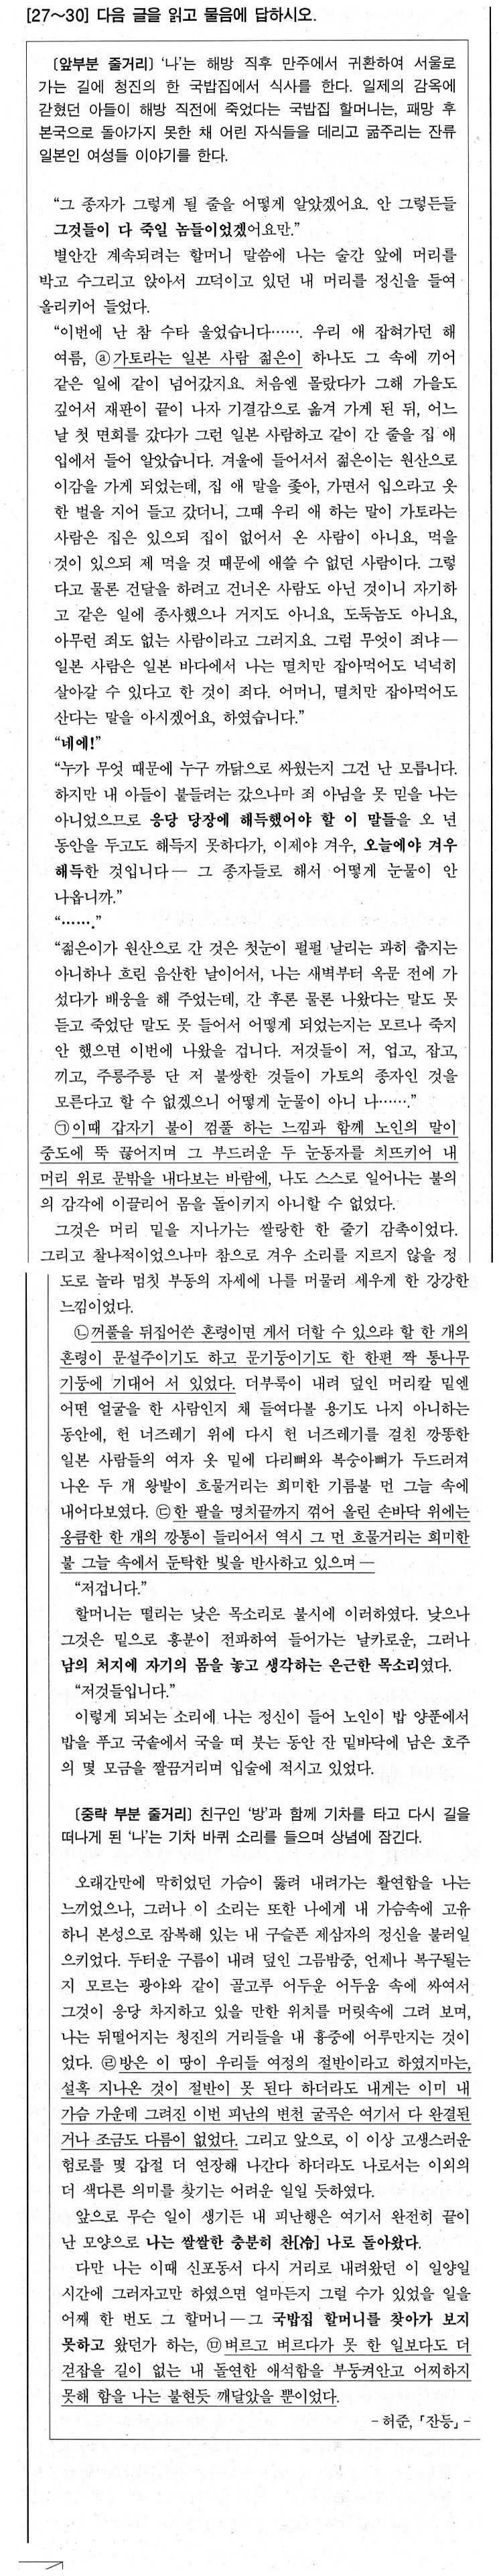 [27～30] 다음 글을 읽고 물음에 답하시오.
[앞부분 줄거리] ‘나’는 해방 직후 만주에서 귀환하여 서울로
가는 길에 청진의 한 국밥집에서 식사를 한다. 일제의 감옥에
갇혔던 아들이 해방 직전에 죽었다는 국밥집 할머니는, 패망 후
본국으로 돌아가지 못한 채 어린 자식들을 데리고 굶주리는 잔류
일본인 여성들 이야기를 한다.
“그 종자가 그렇게 될 줄을 어떻게 알았겠어요. 안 그렇든들
그것들이 다 죽일 놈들이었겠어요만.”
별안간 계속되려는 할머니 말씀에 나는 술잔 앞에 머리를
박고 수그리고 앉아서 끄덕이고 있던 내 머리를 정신을 들여
올리키어 들었다.
“이번에 난 참 수타 울었습니다……. 우리 애 잡혀가던 해
여름, ⓐ가토라는 일본 사람 젊은이 하나도 그 속에 끼어
같은 일에 같이 넘어갔지요. 처음엔 몰랐다가 그해 가을도
깊어서 재판이 끝이 나자 기결감으로 옮겨 가게 된 뒤, 어느
날 첫 면회를 갔다가 그런 일본 사람하고 같이 간 줄을 집 애
입에서 들어 알았습니다. 겨울에 들어서서 젊은이는 원산으로
이감을 가게 되었는데, 집 애 말을 좇아, 가면서 입으라고 옷
한 벌을 지어 들고 갔더니, 그때 우리 애 하는 말이 가토라는
사람은 집은 있으되 집이 없어서 온 사람이 아니요, 먹을
것이 있으되 제 먹을 것 때문에 애쓸 수 없던 사람이다. 그렇
다고 물론 건달을 하려고 건너온 사람도 아닌 것이니 자기하
고 같은 일에 종사했으나 거지도 아니요, 도둑놈도 아니요,
아무런 죄도 없는 사람이라고 그러지요. 그럼 무엇이 죄냐—
일본 사람은 일본 바다에서 나는 멸치만 잡아먹어도 넉넉히
살아갈 수 있다고 한 것이 죄다. 어머니, 멸치만 잡아먹어도
산다는 말을 아시겠어요, 하였습니다.”
“네에!”
“누가 무엇 때문에 누구 까닭으로 싸웠는지 그건 난 모릅니다.
하지만 내 아들이 붙들려는 갔으나마 죄 아님을 못 믿을 나는
아니었으므로 응당 당장에 해득했어야 할 이 말들을 오 년
동안을 두고도 해득지 못하다가, 이제야 겨우, 오늘에야 겨우
해득한 것입니다— 그 종자들로 해서 어떻게 눈물이 안
나옵니까.”
“…….”
“젊은이가 원산으로 간 것은 첫눈이 펄펄 날리는 과히 춥지는
아니하나 흐린 음산한 날이어서, 나는 새벽부터 옥문 전에 가
섰다가 배웅을 해 주었는데, 간 후론 물론 나왔다는 말도 못
듣고 죽었단 말도 못 들어서 어떻게 되었는지는 모르나 죽지
안 했으면 이번에 나왔을 겁니다. 저것들이 저, 업고, 잡고,
끼고, 주릉주릉 단 저 불쌍한 것들이 가토의 종자인 것을
모른다고 할 수 없겠으니 어떻게 눈물이 아니 나…….”
㉠이때 갑자기 불이 껌풀 하는 느낌과 함께 노인의 말이
중도에 뚝 끊어지며 그 부드러운 두 눈동자를 치뜨키어 내
머리 위로 문밖을 내다보는 바람에, 나도 스스로 일어나는 불의
의 감각에 이끌리어 몸을 돌이키지 아니할 수 없었다.
그것은 머리 밑을 지나가는 쌀랑한 한 줄기 감촉이었다.
그리고 찰나적이었으나마 참으로 겨우 소리를 지르지 않을 정
도로 놀라 멈칫 부동의 자세에 나를 머물러 세우게 한 강강한
느낌이었다.
㉡꺼풀을 뒤집어쓴 혼령이면 게서 더할 수 있으랴 할 한 개의
혼령이 문설주이기도 하고 문기둥이기도 한 한편 짝 통나무
기둥에 기대어 서 있었다. 더부룩이 내려 덮인 머리칼 밑엔
어떤 얼굴을 한 사람인지 채 들여다볼 용기도 나지 아니하는
동안에, 헌 너즈레기 위에 다시 헌 너즈레기를 걸친 깡똥한
일본 사람들의 여자 옷 밑에 다리뼈와 복숭아뼈가 두드러져
나온 두 개 왕발이 흐물거리는 희미한 기름불 먼 그늘 속에
내어다보였다. ㉢한 팔을 명치끝까지 꺾어 올린 손바닥 위에는
옹큼한 한 개의 깡통이 들리어서 역시 그 먼 흐물거리는 희미한
불 그늘 속에서 둔탁한 빛을 반사하고 있으며—
“저겁니다.”
할머니는 떨리는 낮은 목소리로 불시에 이러하였다. 낮으나
그것은 밑으로 흥분이 전파하여 들어가는 날카로운, 그러나
남의 처지에 자기의 몸을 놓고 생각하는 은근한 목소리였다.
“저것들입니다.”
이렇게 되뇌는 소리에 나는 정신이 들어 노인이 밥 양푼에서
밥을 푸고 국솥에서 국을 떠 붓는 동안 잔 밑바닥에 남은 호주
의 몇 모금을 짤끔거리며 입술에 적시고 있었다.
[중략 부분 줄거리] 친구인 ‘방’과 함께 기차를 타고 다시 길을
떠나게 된 ‘나’는 기차 바퀴 소리를 들으며 상념에 잠긴다.
오래간만에 막히었던 가슴이 뚫려 내려가는 활연함을 나는
느끼었으나, 그러나 이 소리는 또한 나에게 내 가슴속에 고유
하니 본성으로 잠복해 있는 내 구슬픈 제삼자의 정신을 불러일
으키었다. 두터운 구름이 내려 덮인 그믐밤중, 언제나 복구될는
지 모르는 광야와 같이 골고루 어두운 어두움 속에 싸여서
그것이 응당 차지하고 있을 만한 위치를 머릿속에 그려 보며,
나는 뒤떨어지는 청진의 거리들을 내 흉중에 어루만지는 것이
었다. ㉣방은 이 땅이 우리들 여정의 절반이라고 하였지마는,
설혹 지나온 것이 절반이 못 된다 하더라도 내게는 이미 내
가슴 가운데 그려진 이번 피난의 변천 굴곡은 여기서 다 완결된
거나 조금도 다름이 없었다. 그리고 앞으로, 이 이상 고생스러운
험로를 몇 갑절 더 연장해 나간다 하더라도 나로서는 이외의
더 색다른 의미를 찾기는 어려운 일일 듯하였다.
앞으로 무슨 일이 생기든 내 피난행은 여기서 완전히 끝이
난 모양으로 나는 쌀쌀한 충분히 찬[冷] 나로 돌아왔다.
다만 나는 이때 신포동서 다시 거리로 내려왔던 이 일양일
시간에 그러자고만 하였으면 얼마든지 그럴 수가 있었을 일을
어째 한 번도 그 할머니—그 국밥집 할머니를 찾아가 보지
못하고 왔던가 하는, ㉤벼르고 벼르다가 못 한 일보다도 더
걷잡을 길이 없는 내 돌연한 애석함을 부둥켜안고 어찌하지
못해 함을 나는 불현듯 깨달았을 뿐이었다.
- 허준, 「잔등」 -